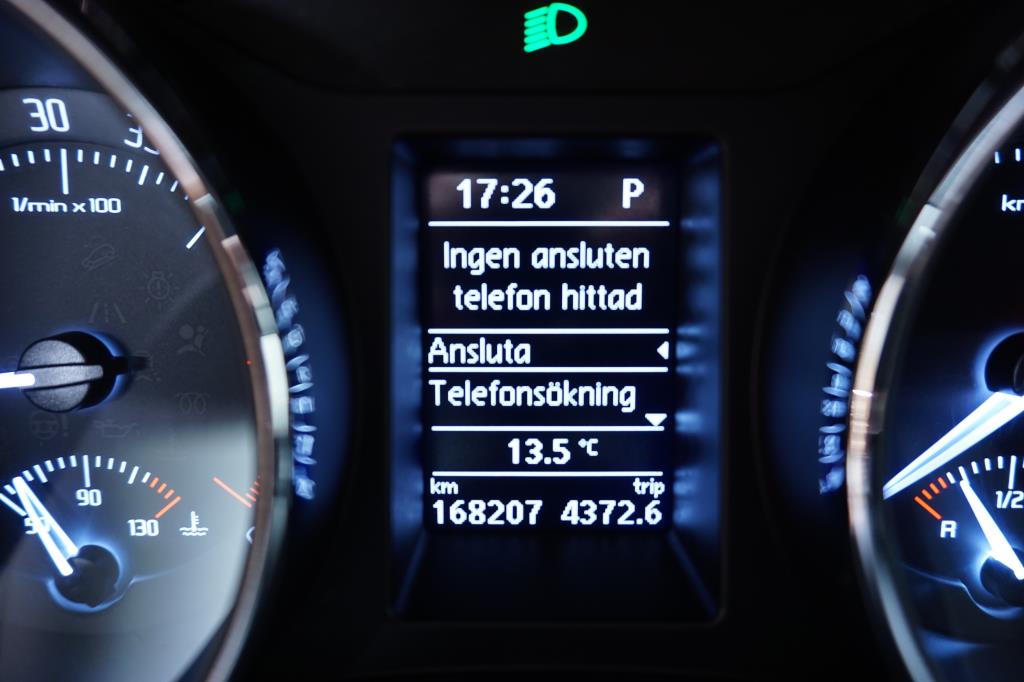 30
1/min x 100
90
50
130
17:26 P
Ingen ansluten
telefon hittad
Ansluta
Telefonsökning
13.5 °C
km trip
168207 4372.6
R
1/2